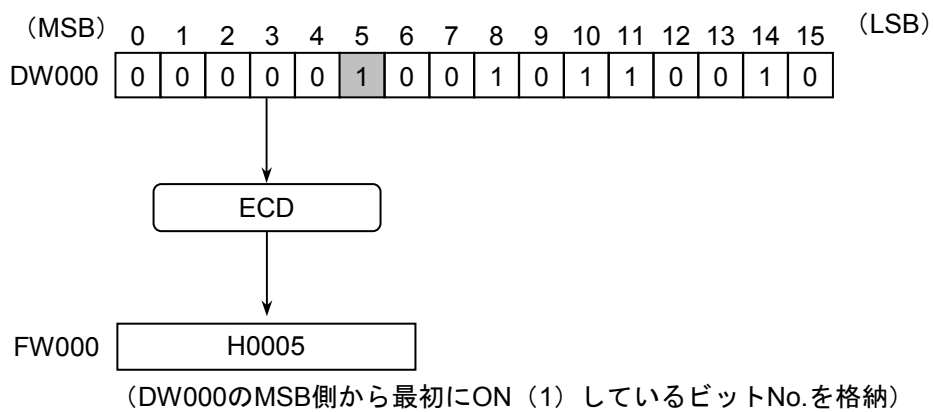 （MSB） 0 1 2 3 4 5 6 7 8 9 10 11 12 13 14 15 （LSB）
DW000 0 0 0 0 0 1 0 0 1 0 1 1 0 0 1 0
ECD
FW000 H0005
（DW000のMSB側から最初にON（1）しているビットNo.を格納）